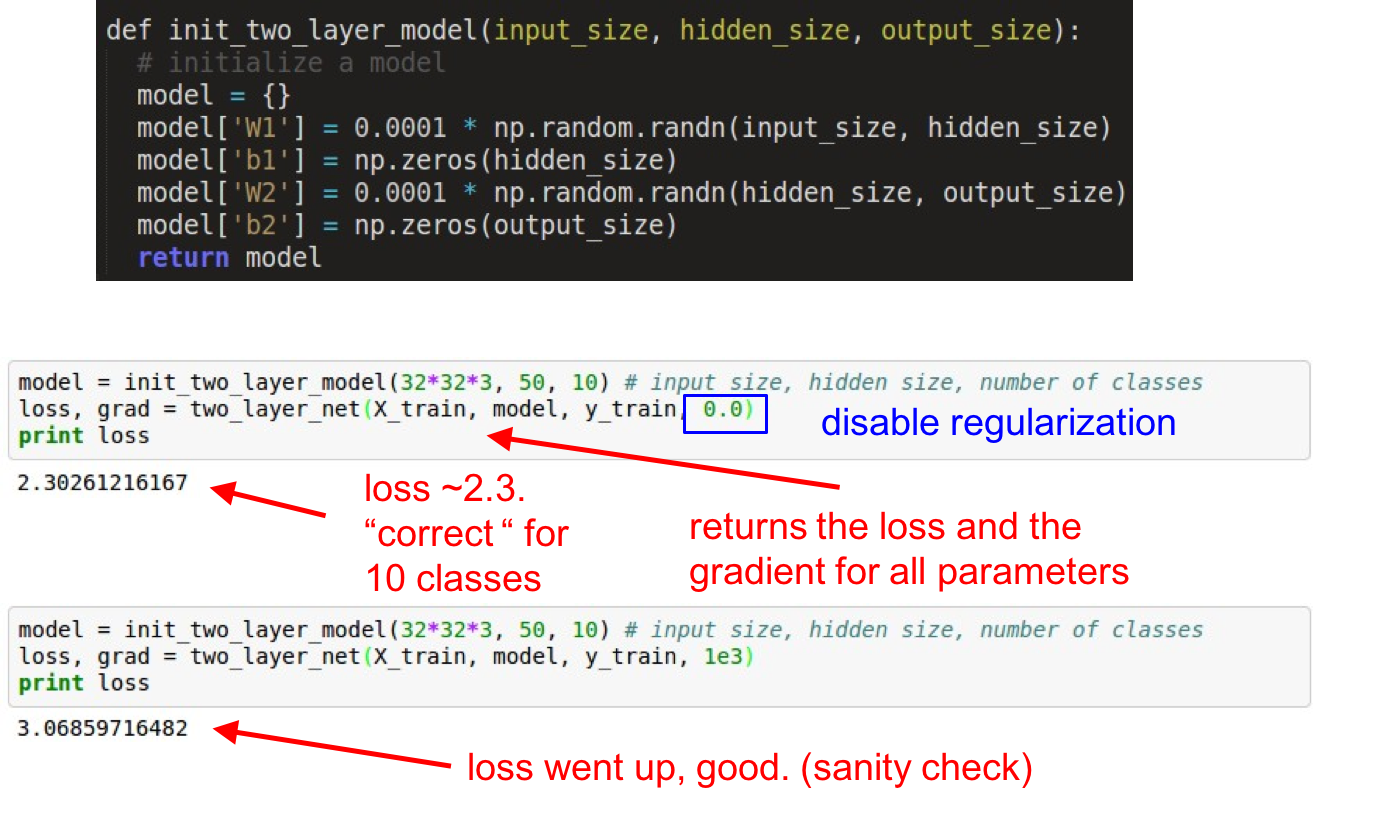 def init_two_layer_model(input_size, hidden_size, output_size):
# initialize a model
model = {}
model['W1'] = 0.0001 * np.random.randn(input_size, hidden_size)
model['b1'] = np.zeros(hidden_size)
model['W2'] = 0.0001 * np.random.randn(hidden_size, output_size)
model['b2'] = np.zeros(output_size)
return model
model = init_two_layer_model(32*32*3, 50, 10) # input size, hidden size, number of classes
loss, grad = two_layer_net(X_train, model, y_train, 0.0)
disable regularization
print loss
2.30261216167
loss ~2.3.
“correct “ for
10 classes
returns the loss and the
gradient for all parameters
model = init_two_layer_model(32*32*3, 50, 10) # input size, hidden size, number of classes
loss, grad = two_layer_net(X_train, model, y_train, 1e3)
print loss
3.06859716482
loss went up, good. (sanity check)